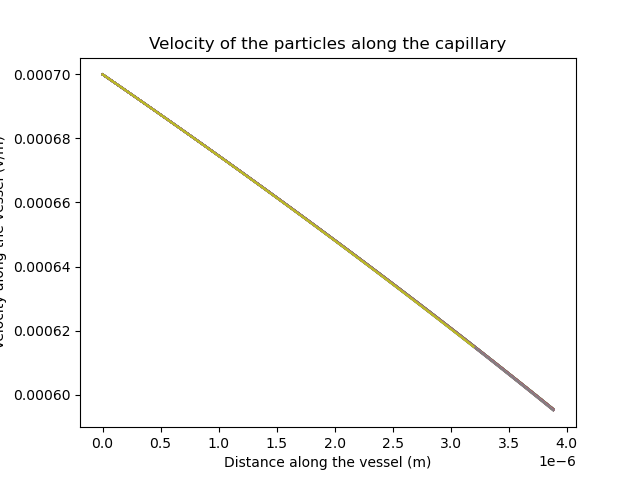 Velocity of the particles along the capillary
0.00070
0.00068
0.00066
0.00064
0.00062
0.00060
along the vessel
0.0 0.5 1.0 1.5 2.0 2.5 3.0 3.5 4.0
1e−6
Distance along the vessel (m)